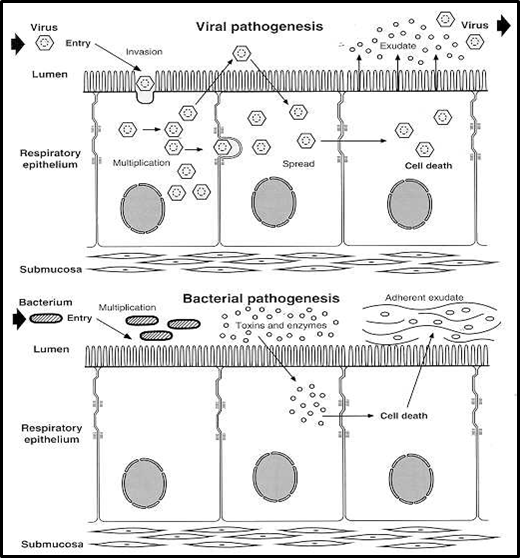 Viral pathogenesis
Virus
Entry
Invasion
Virus
Exudate
Lumen
Respiratory
epithelium
Multiplication
Spread
Cell death
Submucosa
Bacterial pathogenesis
Bacterium
Multiplication
Entry
Toxins and enzymes
Adherent exudate
Lumen
Respiratory
epithelium
Cell death
Submucosa